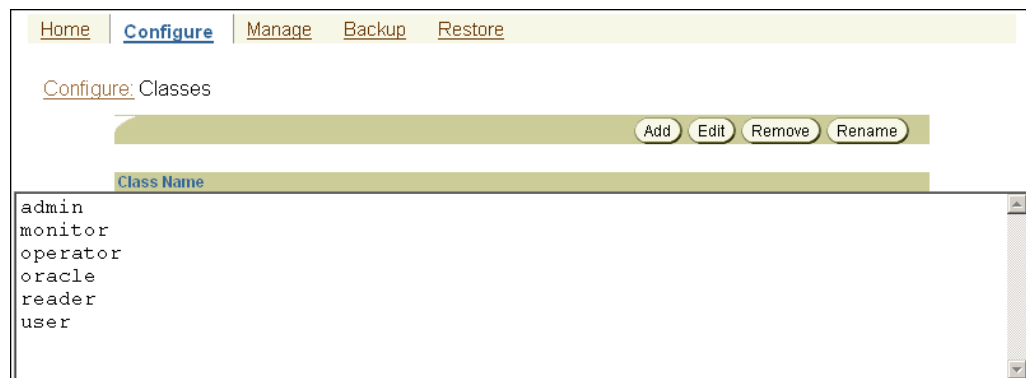 Home Configure Manage Backup Restore
Configure: Classes
Add Edit Remove Rename
Class Name
admin
monitor
operator
oracle
reader
user